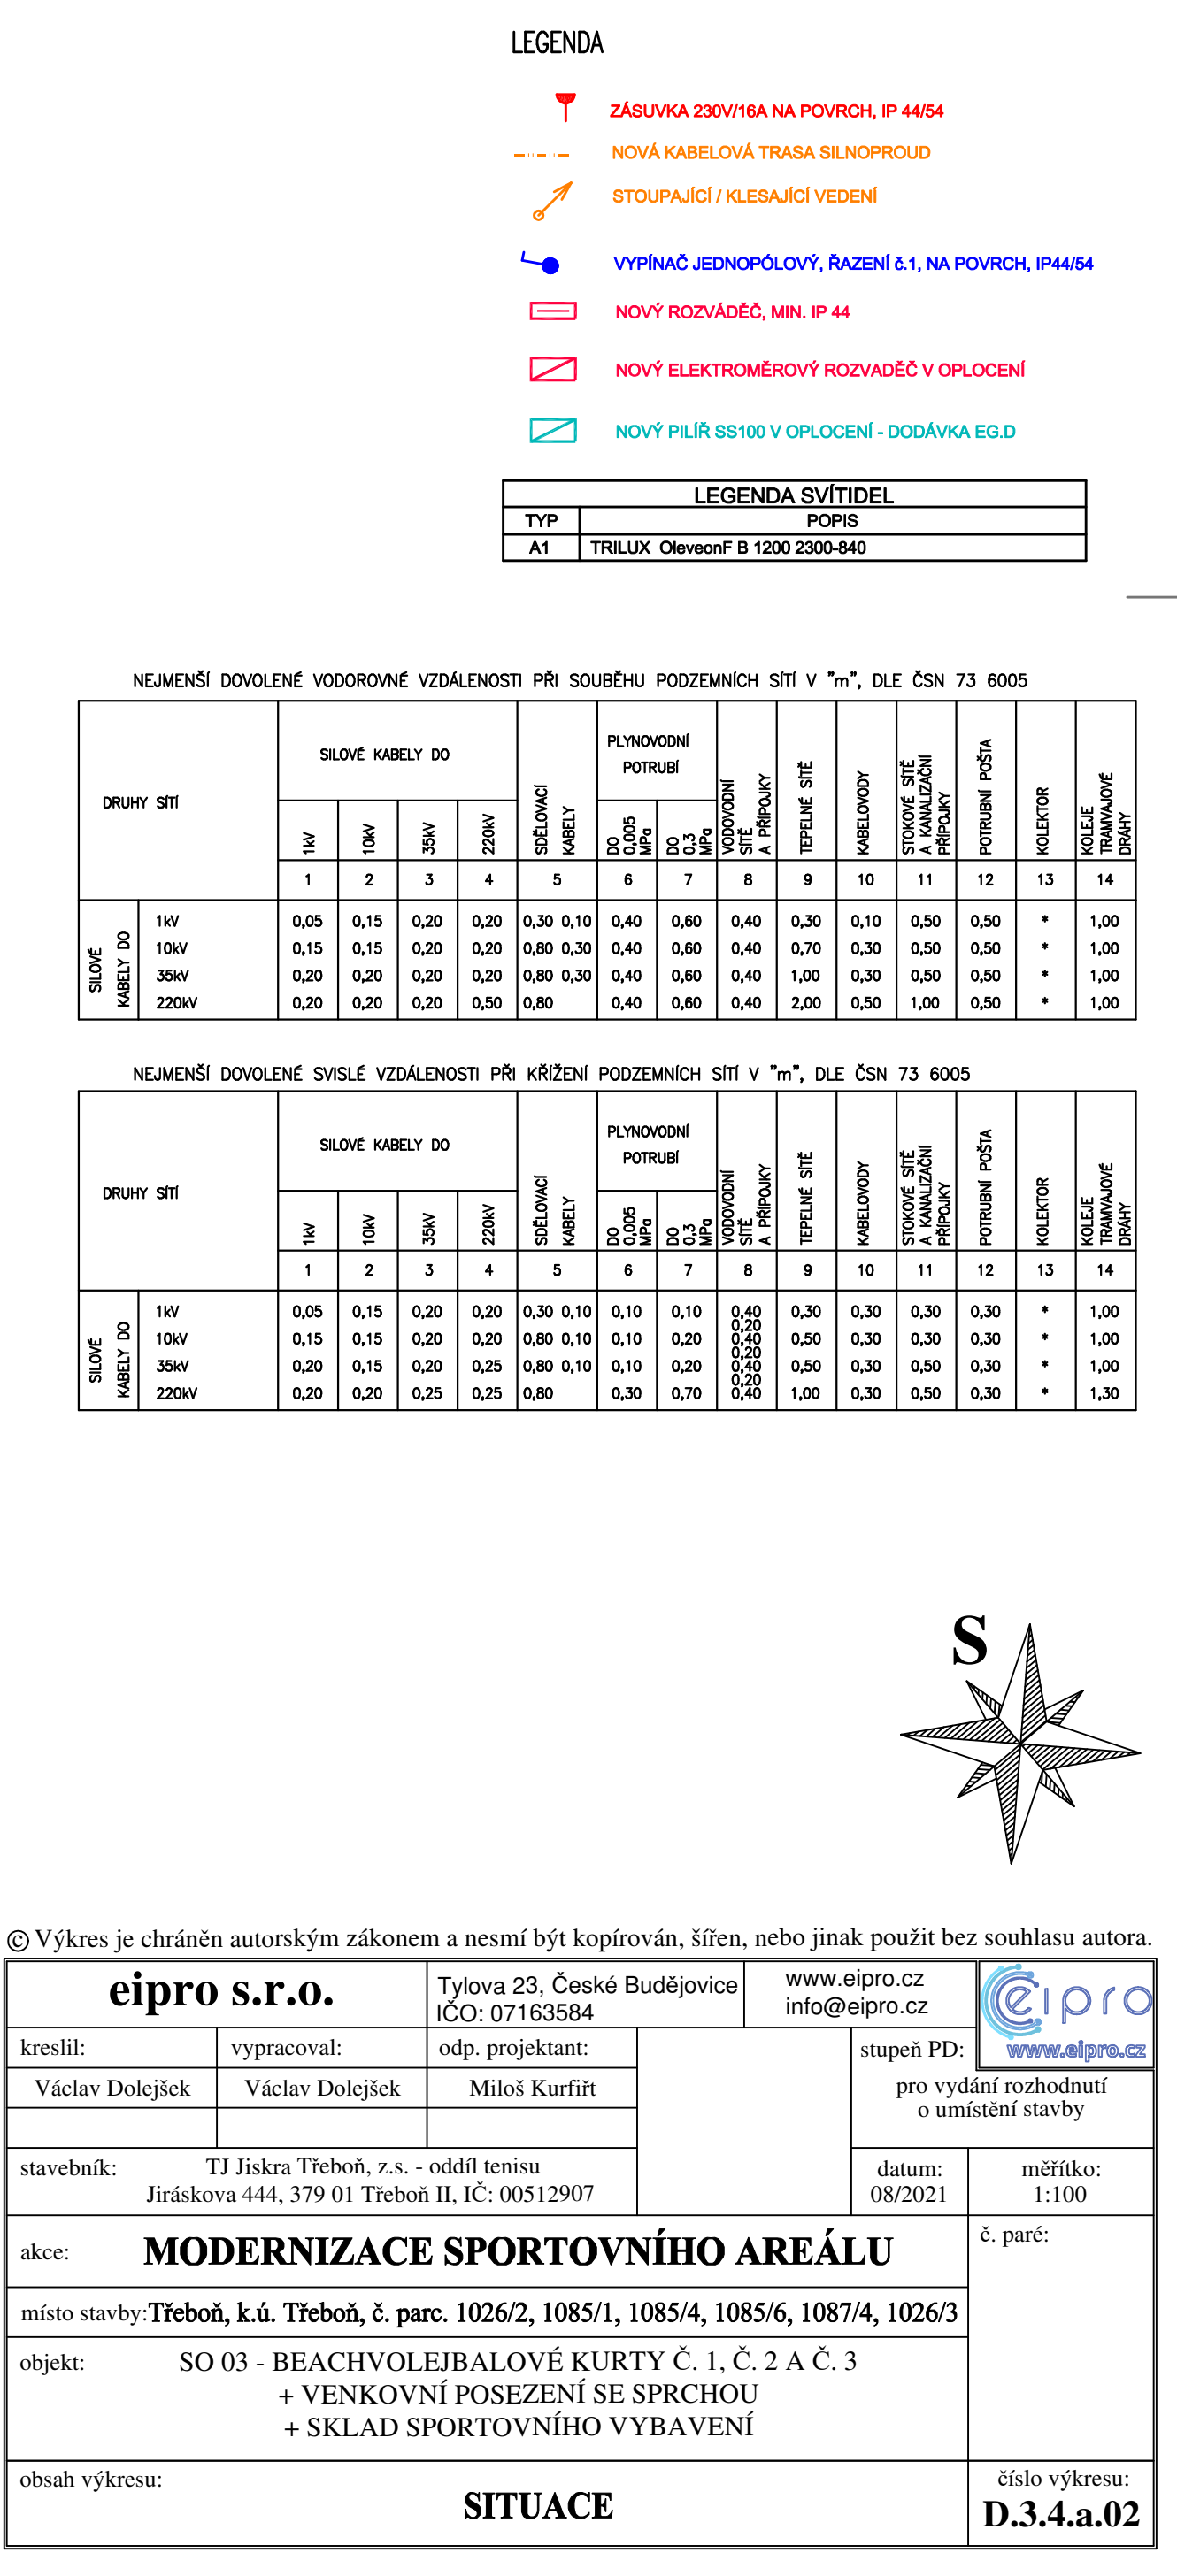 LEGENDA
ZÁSUVKA 230V/16A NA POVRCH, IP 44/54
NOVÁ KABELOVÁ TRASA SILNOPROUD
STOUPAJÍCÍ / KLESAJÍCÍ VEDENÍ
VYPÍNAČ JEDNOPÓLOVÝ, ŘAZENÍ č.1, NA POVRCH, IP44/54
NOVÝ ROZVÁDĚČ, MIN. IP 44
NOVÝ ELEKTROMĚROVÝ ROZVADĚČ V OPLOCENÍ
NOVÝ PILÍŘ SS100 V OPLOCENÍ - DODÁVKA EG.D
LEGENDA SVÍTIDEL
TYP POPIS
A1 TRILUX OleveonF B 1200 2300-840
NEJMENŠÍ DOVOLENÉ VODOROVNÉ VZDÁLENOSTI PŘI SOUBĚHU PODZEMNÍCH SÍTÍ V "m", DLE ČSN 73 6005
DRUHY SÍTÍ
SILOVÉ KABELY DO
1kV
10kV
35kV
220kV
SDĚLOVACÍ
KABELY
PLYNOVODNÍ
POTRUBÍ
DO
0,005
MPa
DO
0,3
MPa
VODOVODNÍ
SÍTĚ
A PŘÍPOJKY
TEPELNÉ SÍTĚ
KABELOVODY
STOKOVÉ SÍTĚ
A KANALIZAČNÍ
PŘÍPOJKY
POTRUBNÍ POŠTA
KOLEKTOR
KOLEJE
TRAMVAJOVÉ
DRÁHY
1 2 3 4 5 6 7 8 9 10 11 12 13 14
SILOVÉ
KABELY DO
1kV 0,05 0,15 0,20 0,20 0,30 0,10 0,40 0,60 0,40 0,30 0,10 0,50 0,50 * 1,00
10kV 0,15 0,15 0,20 0,20 0,80 0,30 0,40 0,60 0,40 0,70 0,30 0,50 0,50 * 1,00
35kV 0,20 0,20 0,20 0,20 0,80 0,30 0,40 0,60 0,40 1,00 0,30 0,50 0,50 * 1,00
220kV 0,20 0,20 0,20 0,50 0,80 0,40 0,60 0,40 2,00 0,50 1,00 0,50 * 1,00
NEJMENŠÍ DOVOLENÉ SVISLÉ VZDÁLENOSTI PŘI KŘÍŽENÍ PODZEMNÍCH SÍTÍ V "m", DLE ČSN 73 6005
DRUHY SÍTÍ
SILOVÉ KABELY DO
1kV
10kV
35kV
220kV
SDĚLOVACÍ
KABELY
PLYNOVODNÍ
POTRUBÍ
DO
0,005
MPa
DO
0,3
MPa
VODOVODNÍ
SÍTĚ
A PŘÍPOJKY
TEPELNÉ SÍTĚ
KABELOVODY
STOKOVÉ SÍTĚ
A KANALIZAČNÍ
PŘÍPOJKY
POTRUBNÍ POŠTA
KOLEKTOR
KOLEJE
TRAMVAJOVÉ
DRÁHY
1 2 3 4 5 6 7 8 9 10 11 12 13 14
SILOVÉ
KABELY DO
1kV 0,05 0,15 0,20 0,20 0,30 0,10 0,10 0,10 0,40 0,30 0,30 0,30 0,30 * 1,00
0,20
10kV 0,15 0,15 0,20 0,20 0,80 0,10 0,10 0,20 0,40 0,50 0,30 0,30 0,30 * 1,00
0,20
35kV 0,20 0,15 0,20 0,25 0,80 0,10 0,10 0,20 0,40 0,50 0,30 0,50 0,30 * 1,00
0,20
220kV 0,20 0,20 0,25 0,25 0,80 0,30 0,70 0,40 1,00 0,30 0,50 0,30 * 1,30
S
© Výkres je chráněn autorským zákonem a nesmí být kopírován, šířen, nebo jinak použit bez souhlasu autora.
eipro s.r.o.
Tylova 23, České Budějovice
IČO: 07163584
www.eipro.cz
info@eipro.cz
eipro
www.eipro.cz
kreslil: vypracoval: odp. projektant:
Václav Dolejšek Václav Dolejšek Miloš Kurfiřt
stupeň PD:
pro vydání rozhodnutí
o umístění stavby
stavebník: TJ Jiskra Třeboň, z.s. - oddíl tenisu
Jiráskova 444, 379 01 Třeboň II, IČ: 00512907
datum:
08/2021
měřítko:
1:100
akce: MODERNIZACE SPORTOVNÍHO AREÁLU
č. paré:
místo stavby: Třeboň, k.ú. Třeboň, č. parc. 1026/2, 1085/1, 1085/4, 1085/6, 1087/4, 1026/3
objekt: SO 03 - BEACHVOLEJBALOVÉ KURTY Č. 1, Č. 2 A Č. 3
+ VENKOVNÍ POSEZENÍ SE SPRCHOU
+ SKLAD SPORTOVNÍHO VYBAVENÍ
obsah výkresu:
SITUACE
číslo výkresu:
D.3.4.a.02